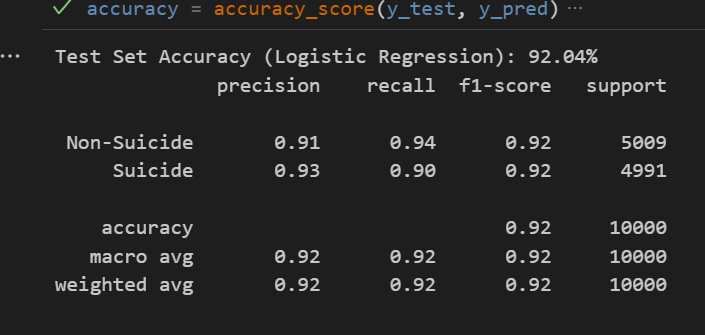 accuracy = accuracy_score(y_test, y_pred) ···
··· Test Set Accuracy (Logistic Regression): 92.04%
precision recall f1-score support
Non-Suicide 0.91 0.94 0.92 5009
Suicide 0.93 0.90 0.92 4991
accuracy 0.92 10000
macro avg 0.92 0.92 0.92 10000
weighted avg 0.92 0.92 0.92 10000